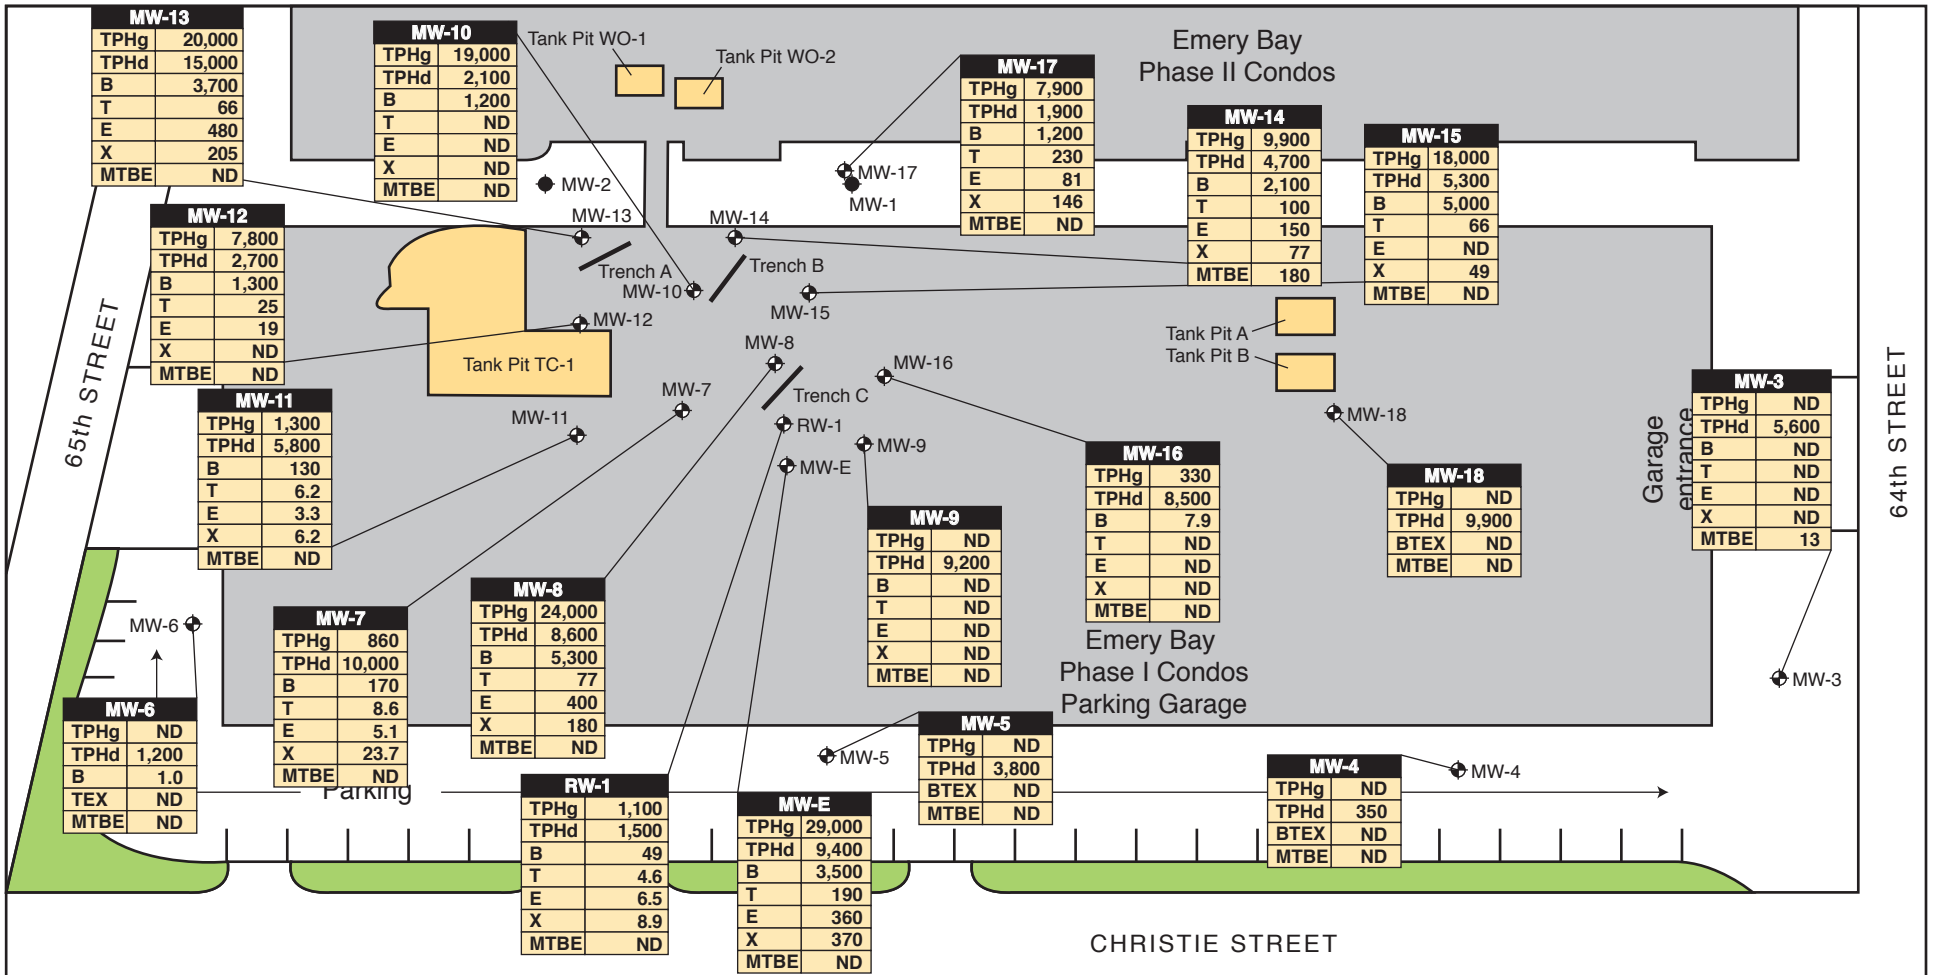 MW-13
TPHg 20,000
TPHd 15,000
B 3,700
T 66
E 480
X 205
MTBE ND
MW-10
TPHg 19,000
TPHd 2,100
B 1,200
T ND
E ND
X ND
MTBE ND
Tank Pit WO-1
Tank Pit WO-2
MW-17
TPHg 7,900
TPHd 1,900
B 1,200
T 230
E 81
X 146
MTBE ND
Emery Bay
Phase II Condos
MW-14
TPHg 9,900
TPHd 4,700
B 2,100
T 100
E 150
X 77
MTBE 180
MW-15
TPHg 18,000
TPHd 5,300
B 5,000
T 66
E ND
X 49
MTBE ND
MW-2
MW-17
MW-1
MW-13
MW-14
MW-12
TPHg 7,800
TPHd 2,700
B 1,300
T 25
E 19
X ND
MTBE ND
Trench A
Trench B
MW-10
MW-15
MW-12
65th STREET
Tank Pit TC-1
Tank Pit A
Tank Pit B
MW-8
MW-16
MW-7
Trench C
MW-11
RW-1
MW-9
MW-E
MW-18
64th STREET
Garage
entrance
MW-3
TPHg ND
TPHd 5,600
B ND
T ND
E ND
X ND
MTBE 13
MW-11
TPHg 1,300
TPHd 5,800
B 130
T 6.2
E 3.3
X 6.2
MTBE ND
MW-16
TPHg 330
TPHd 8,500
B 7.9
T ND
E ND
X ND
MTBE ND
MW-18
TPHg ND
TPHd 9,900
BTEX ND
MTBE ND
MW-9
TPHg ND
TPHd 9,200
B ND
T ND
E ND
X ND
MTBE ND
MW-8
TPHg 24,000
TPHd 8,600
B 5,300
T 77
E 400
X 180
MTBE ND
MW-7
TPHg 860
TPHd 10,000
B 170
T 8.6
E 5.1
X 23.7
MTBE ND
MW-6
Emery Bay
Phase I Condos
Parking Garage
MW-3
MW-6
TPHg ND
TPHd 1,200
B 1.0
TEX ND
MTBE ND
MW-5
MW-5
TPHg ND
TPHd 3,800
BTEX ND
MTBE ND
MW-4
TPHg ND
TPHd 350
BTEX ND
MTBE ND
MW-4
Parking
RW-1
TPHg 1,100
TPHd 1,500
B 49
T 4.6
E 6.5
X 8.9
MTBE ND
MW-E
TPHg 29,000
TPHd 9,400
B 3,500
T 190
E 360
X 370
MTBE ND
CHRISTIE STREET